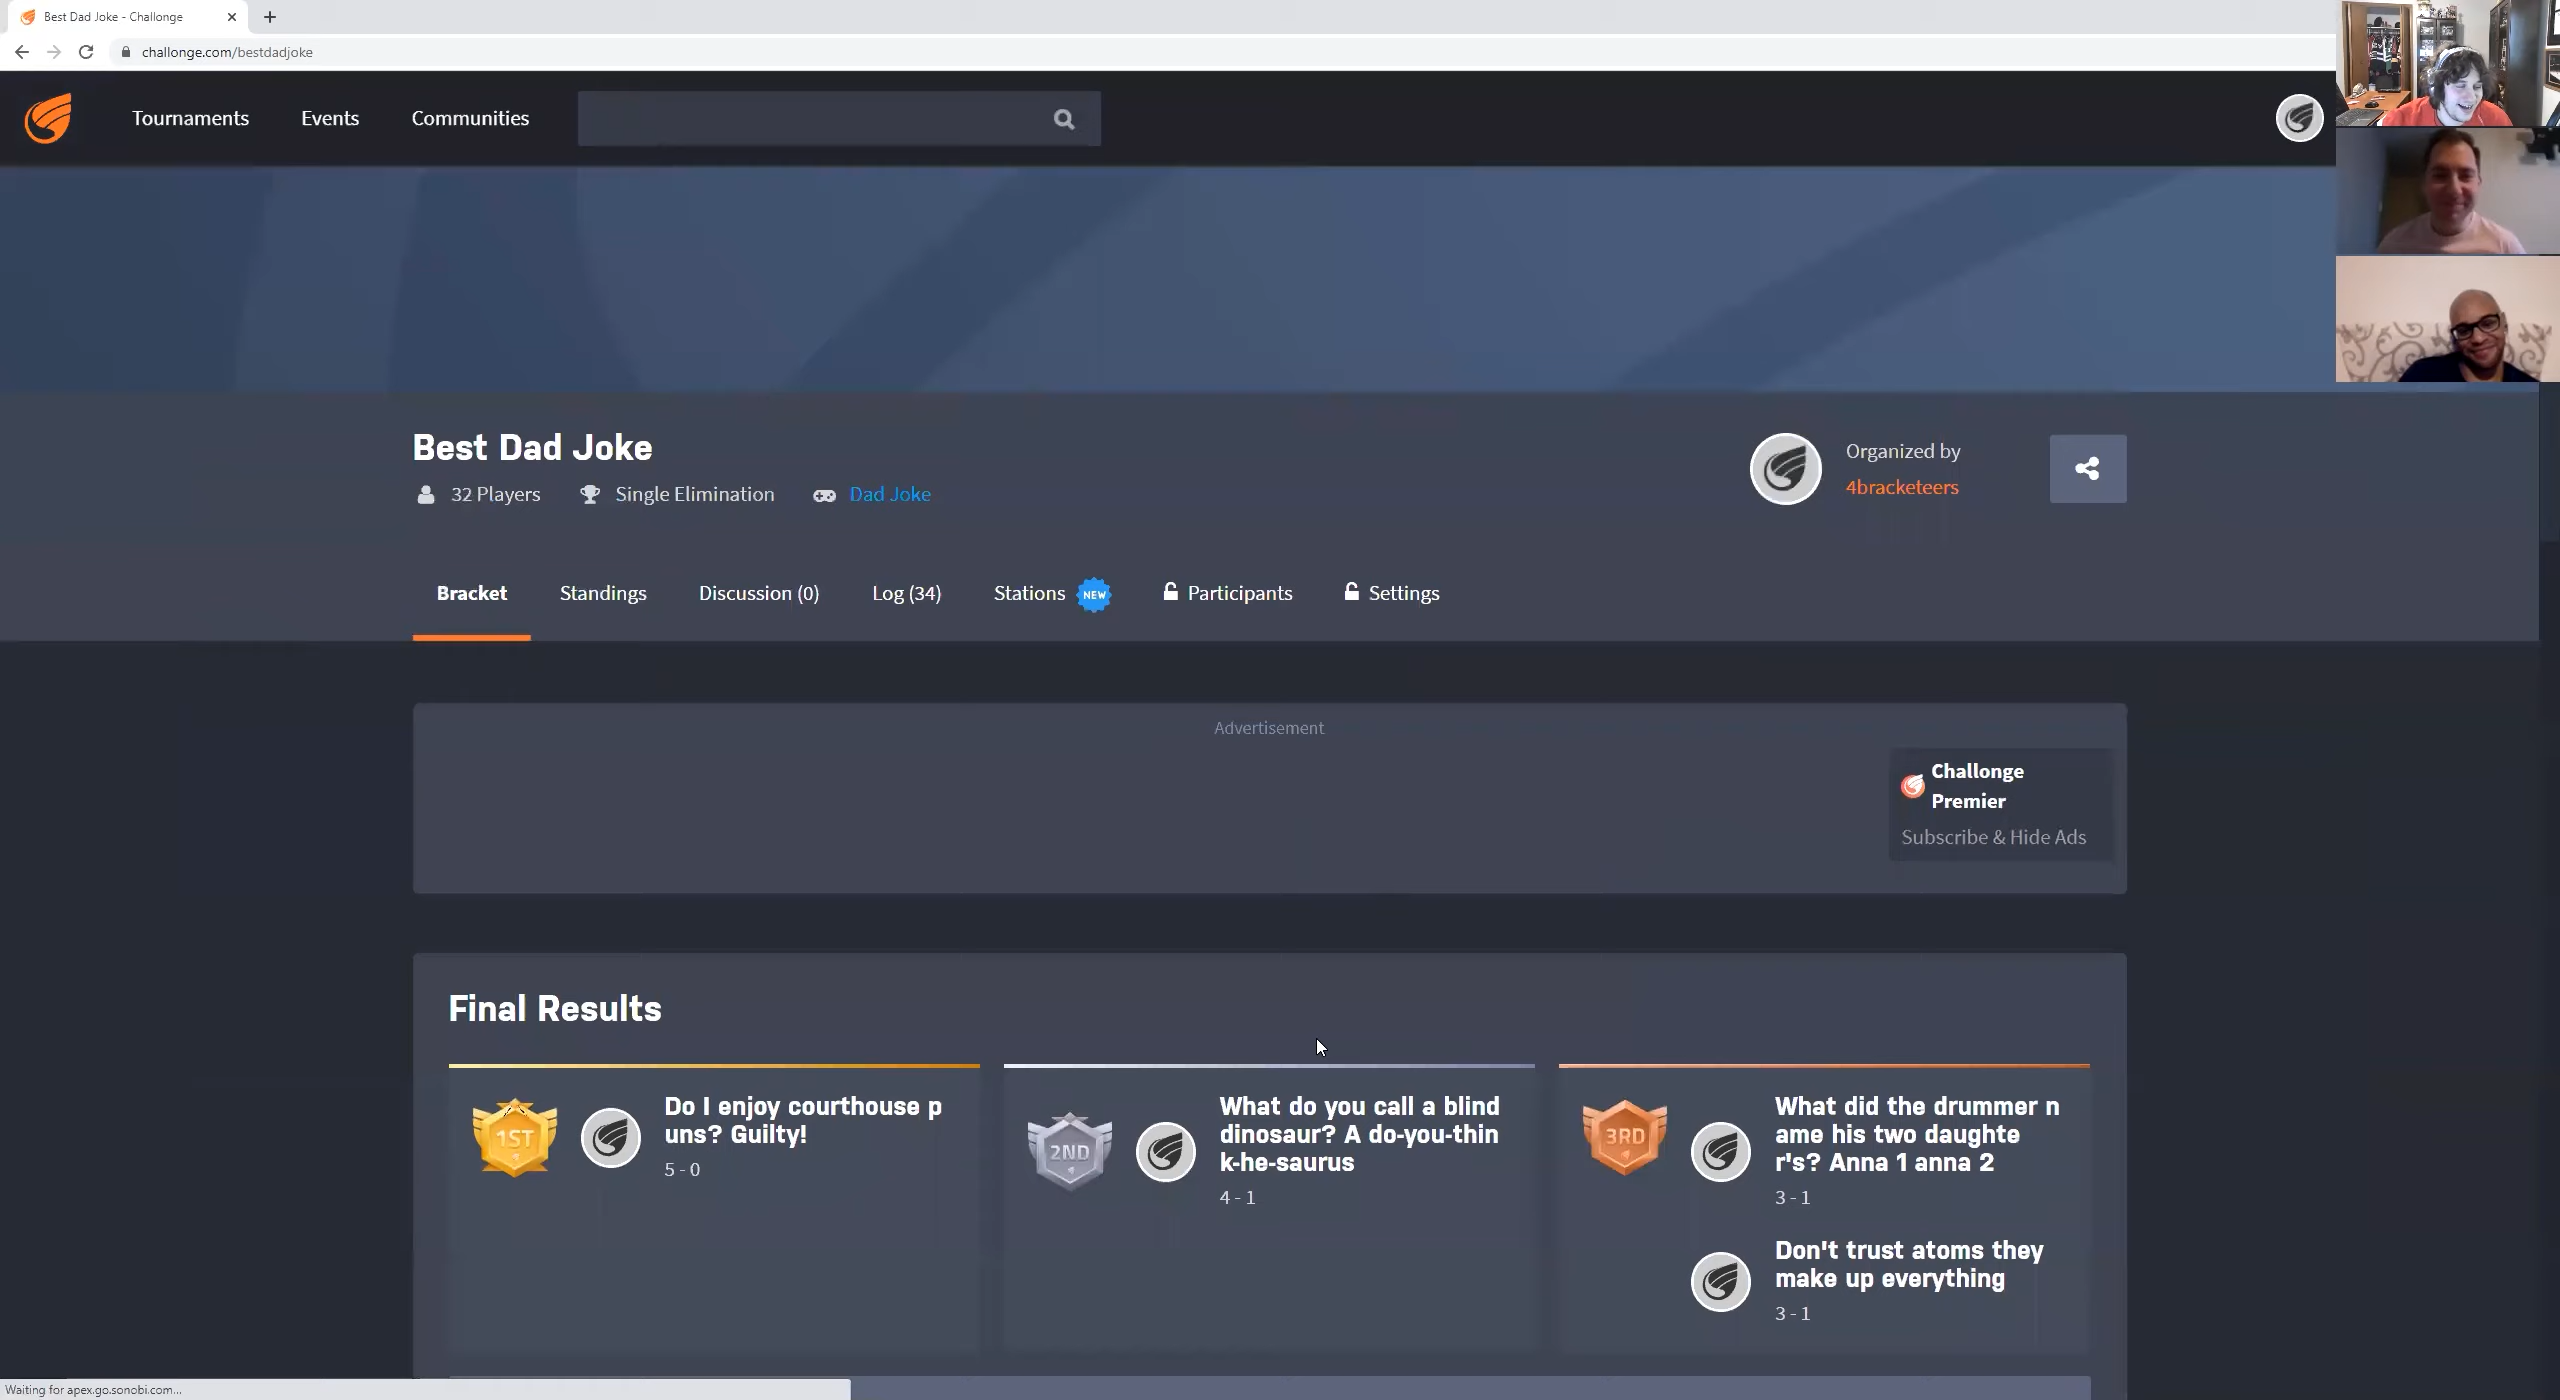 Best Dad Joke - Challonge
challonge.com/bestdadjoke
Tournaments
Events
Communities
Best Dad Joke
32 Players
Single Elimination
Dad Joke
Organized by
4bracketeers
Bracket
Standings
Discussion (0)
Log (34)
Stations
NEW
Participants
Settings
Advertisement
Challonge
Premier
Subscribe & Hide Ads
Final Results
1ST
Do I enjoy courthouse p
uns? Guilty!
5 - 0
2ND
What do you call a blind
dinosaur? A do-you-thin
k-he-saurus
4 - 1
3RD
What did the drummer n
ame his two daughte
r's? Anna 1 anna 2
3 - 1
Don't trust atoms they
make up everything
3 - 1
Waiting for apex.go.sonobi.com...